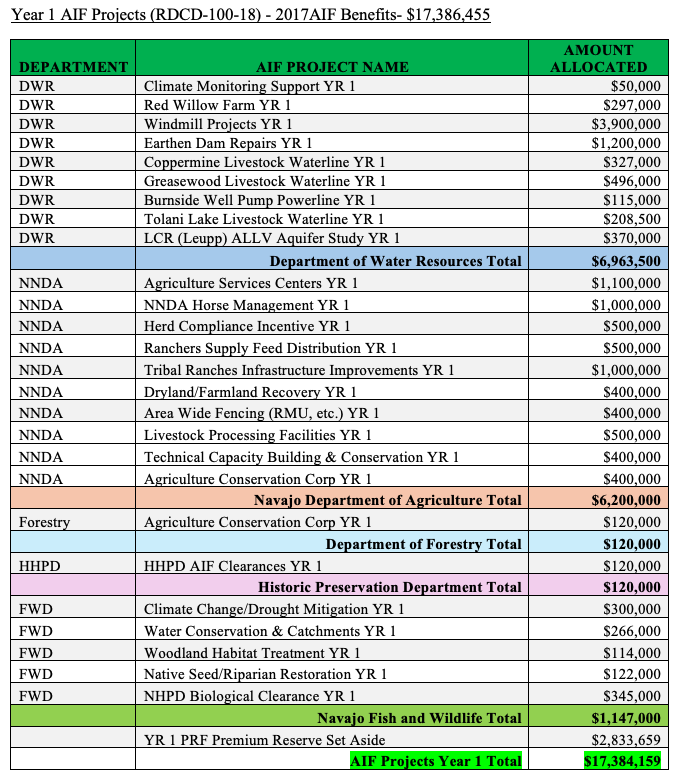 Year 1 AIF Projects (RDCD-100-18) - 2017AIF Benefits- $17,386,455
DEPARTMENT AIF PROJECT NAME AMOUNT ALLOCATED
DWR Climate Monitoring Support YR 1 $50,000
DWR Red Willow Farm YR 1 $297,000
DWR Windmill Projects YR 1 $3,900,000
DWR Earthen Dam Repairs YR 1 $1,200,000
DWR Coppermine Livestock Waterline YR 1 $327,000
DWR Greasewood Livestock Waterline YR 1 $496,000
DWR Burnside Well Pump Powerline YR 1 $115,000
DWR Tolani Lake Livestock Waterline YR 1 $208,500
DWR LCR (Leupp) ALLV Aquifer Study YR 1 $370,000
Department of Water Resources Total $6,963,500
NNDA Agriculture Services Centers YR 1 $1,100,000
NNDA NNDA Horse Management YR 1 $1,000,000
NNDA Herd Compliance Incentive YR 1 $500,000
NNDA Ranchers Supply Feed Distribution YR 1 $500,000
NNDA Tribal Ranches Infrastructure Improvements YR 1 $1,000,000
NNDA Dryland/Farmland Recovery YR 1 $400,000
NNDA Area Wide Fencing (RMU, etc.) YR 1 $400,000
NNDA Livestock Processing Facilities YR 1 $500,000
NNDA Technical Capacity Building & Conservation YR 1 $400,000
NNDA Agriculture Conservation Corp YR 1 $400,000
Navajo Department of Agriculture Total $6,200,000
Forestry Agriculture Conservation Corp YR 1 $120,000
Department of Forestry Total $120,000
HHPD HHPD AIF Clearances YR 1 $120,000
Historic Preservation Department Total $120,000
FWD Climate Change/Drought Mitigation YR 1 $300,000
FWD Water Conservation & Catchments YR 1 $266,000
FWD Woodland Habitat Treatment YR 1 $114,000
FWD Native Seed/Riparian Restoration YR 1 $122,000
FWD NHPD Biological Clearance YR 1 $345,000
Navajo Fish and Wildlife Total $1,147,000
YR 1 PRF Premium Reserve Set Aside $2,833,659
AIF Projects Year 1 Total $17,384,159